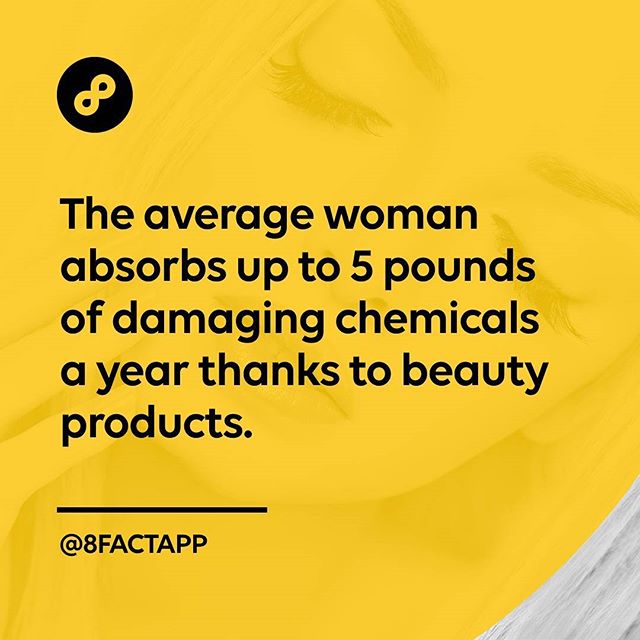 The average woman
absorbs up to 5 pounds
of damaging chemicals
a year thanks to beauty
products.
@8FACTAPP